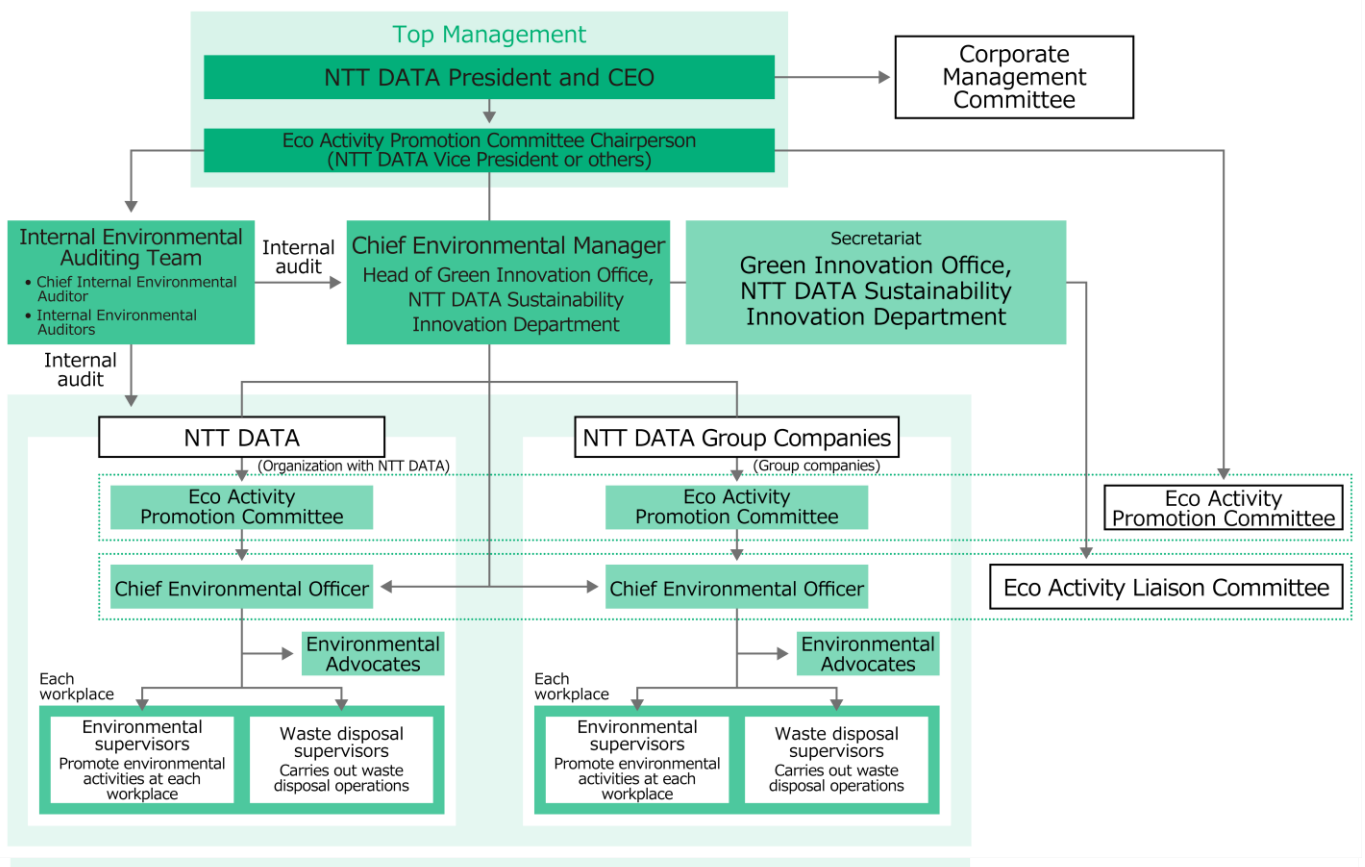 Top Management
NTT DATA President and CEO
Corporate
Management
Committee
Eco Activity Promotion Committee Chairperson
(NTT DATA Vice President or others)
Internal Environmental
Auditing Team
• Chief Internal Environmental
Auditor
• Internal Environmental
Auditors
Internal
audit
Chief Environmental Manager
Head of Green Innovation Office,
NTT DATA Sustainability
Innovation Department
Secretariat
Green Innovation Office,
NTT DATA Sustainability
Innovation Department
Internal
audit
NTT DATA
(Organization with NTT DATA)
NTT DATA Group Companies
(Group companies)
Eco Activity
Promotion Committee
Eco Activity
Promotion Committee
Eco Activity
Promotion Committee
Chief Environmental Officer
Chief Environmental Officer
Eco Activity Liaison Committee
Environmental
Advocates
Environmental
Advocates
Each
workplace
Environmental
supervisors
Promote environmental
activities at each
workplace
Waste disposal
supervisors
Carries out waste
disposal operations
Each
workplace
Environmental
supervisors
Promote environmental
activities at each
workplace
Waste disposal
supervisors
Carries out waste
disposal operations